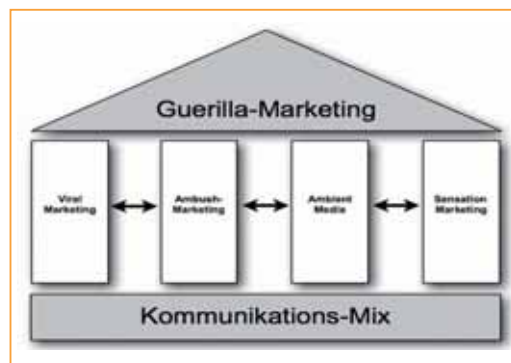 Guerilla-Marketing
Viral
Marketing
Ambush-
Marketing
Ambient
Media
Sensation
Marketing
Kommunikations-Mix